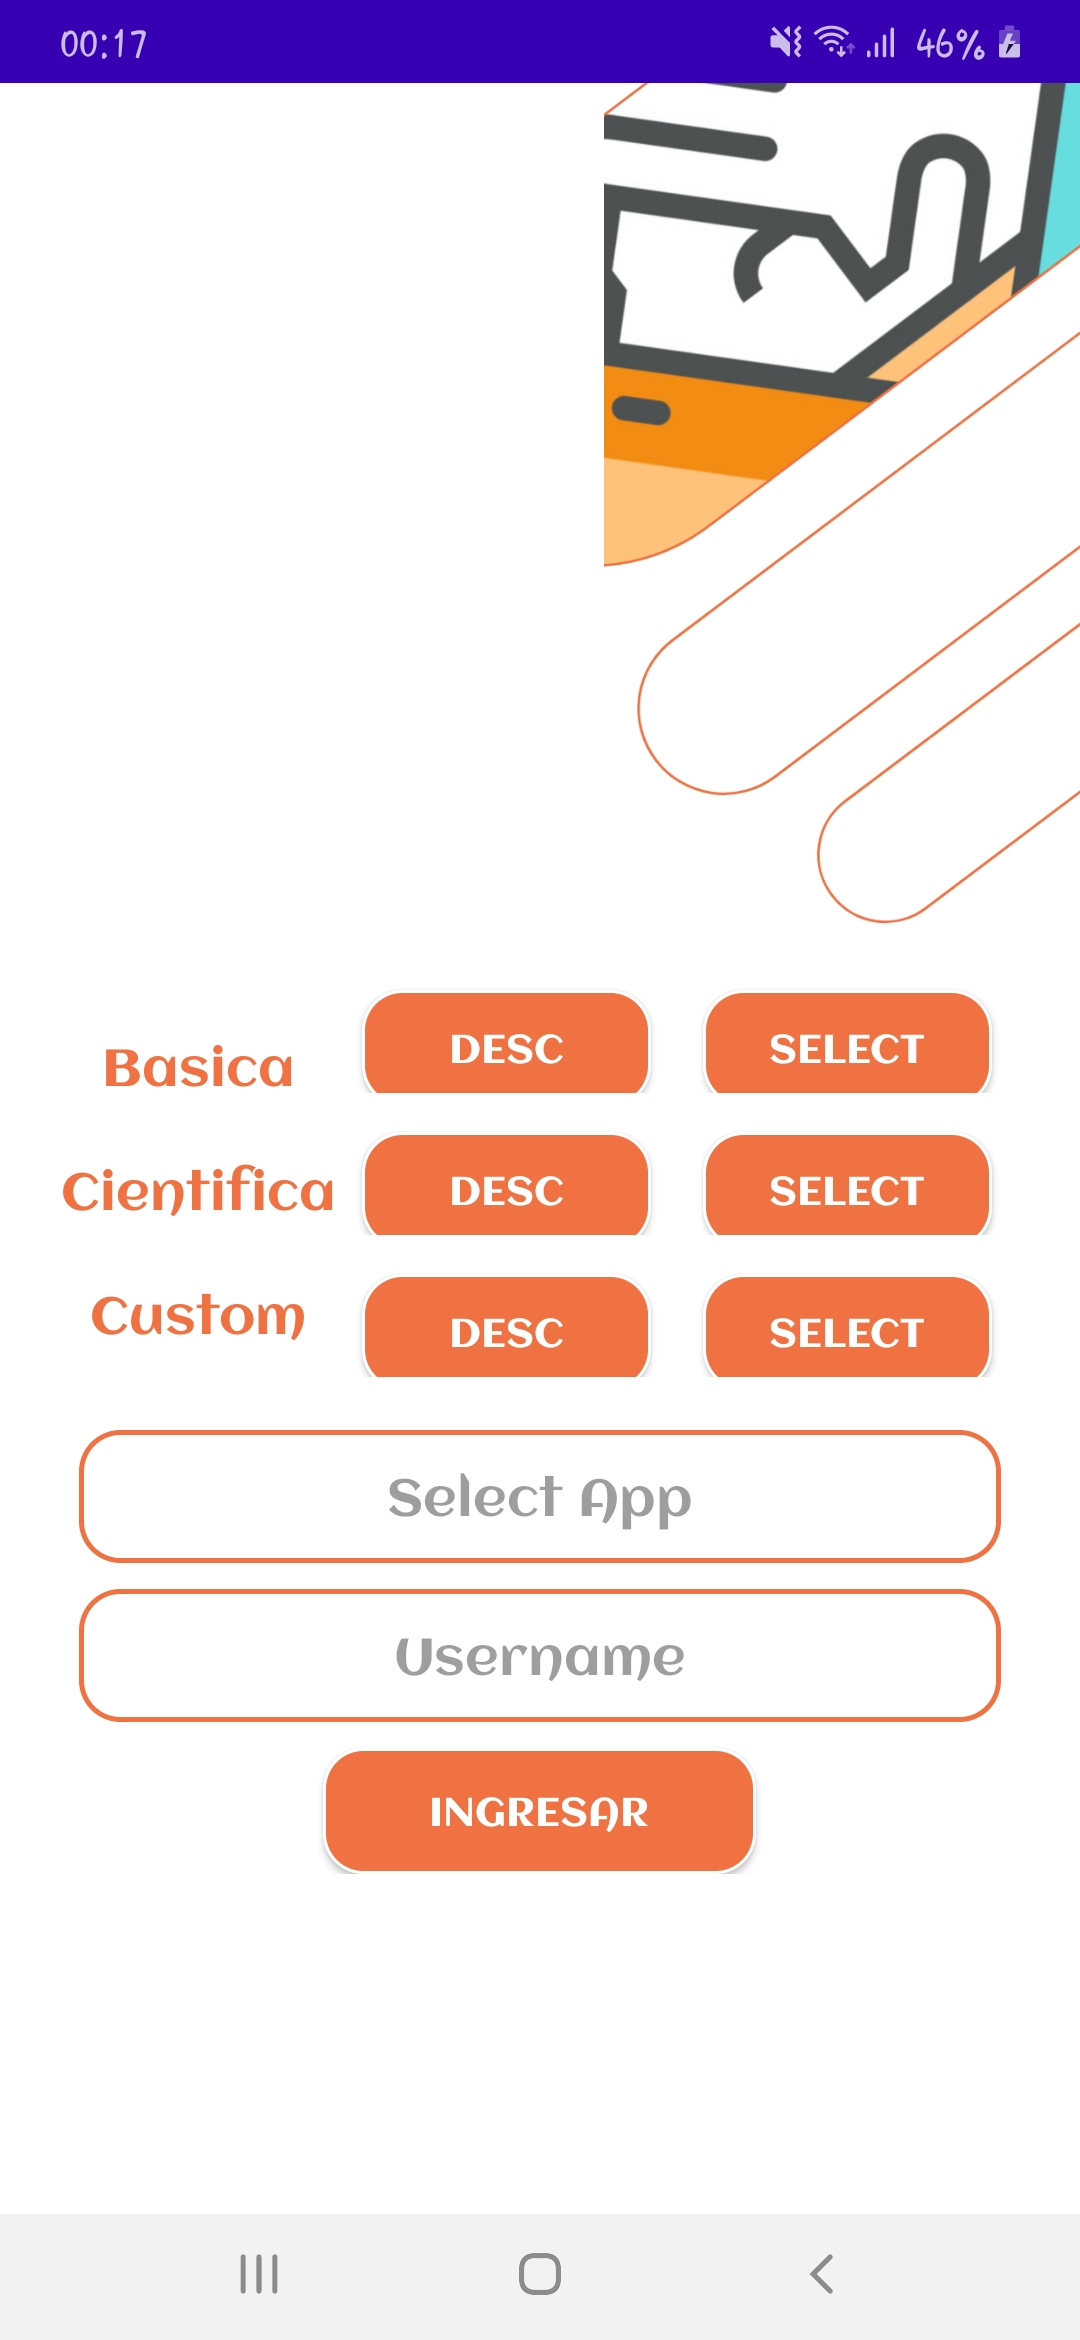 00:17 46%
Basica DESC SELECT
Cientifica DESC SELECT
Custom DESC SELECT
Select App
Username
INGRESAR